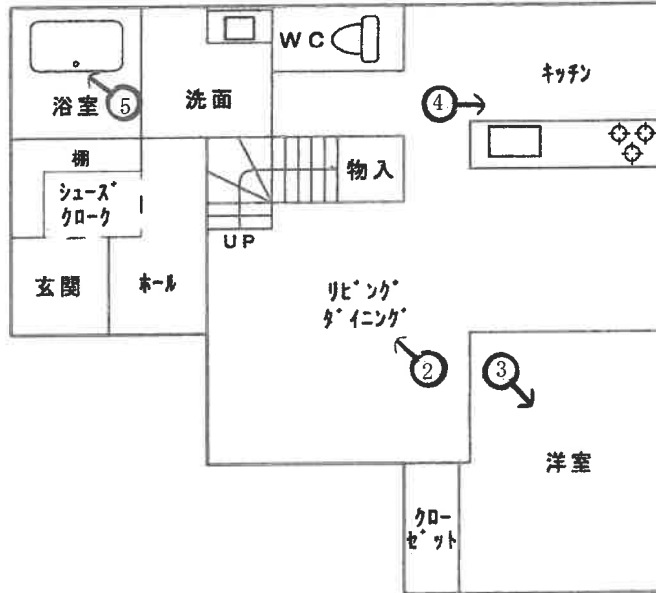 WC
キッチン
浴室
⑤
洗面
④
棚
シューズ
クローク
物入
UP
玄関
ホール
リビング
ダイニング
②
③
洋室
クロー
ゼット